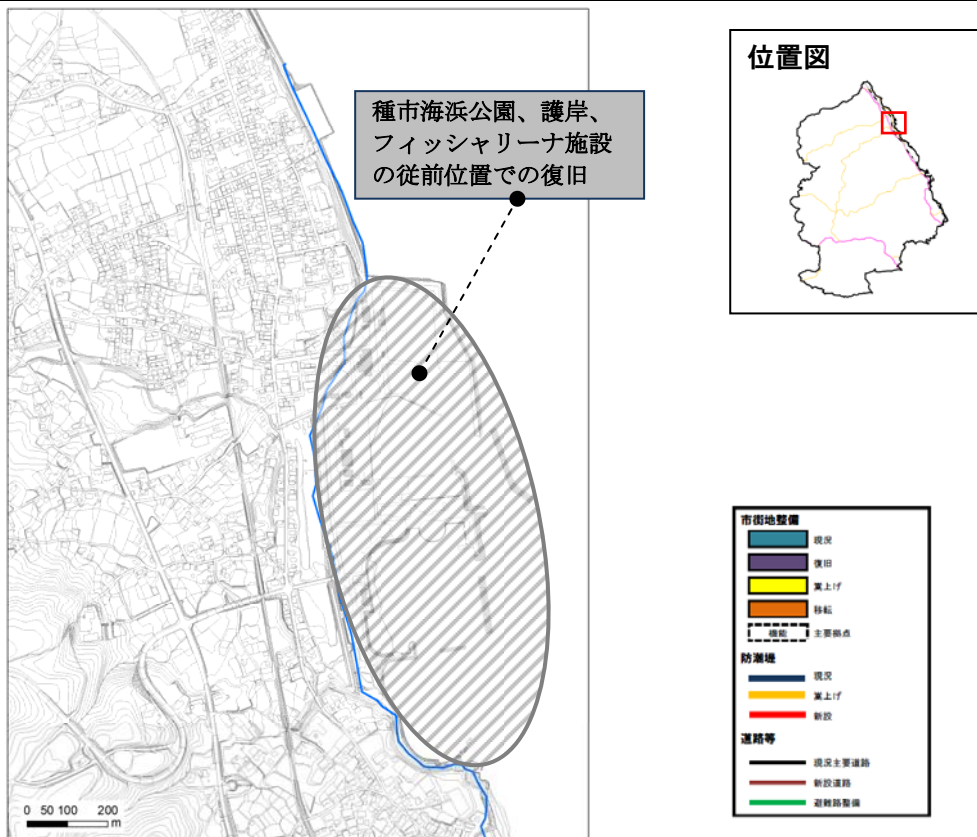 種市海浜公園、護岸、
フィッシャリーナ施設
の従前位置での復旧
位置図
市街地整備
現況
復旧
嵩上げ
移転
機能 主要拠点
防潮堤
現況
嵩上げ
新設
道路等
現況主要道路
新設道路
避難路整備
0 50 100 200
m